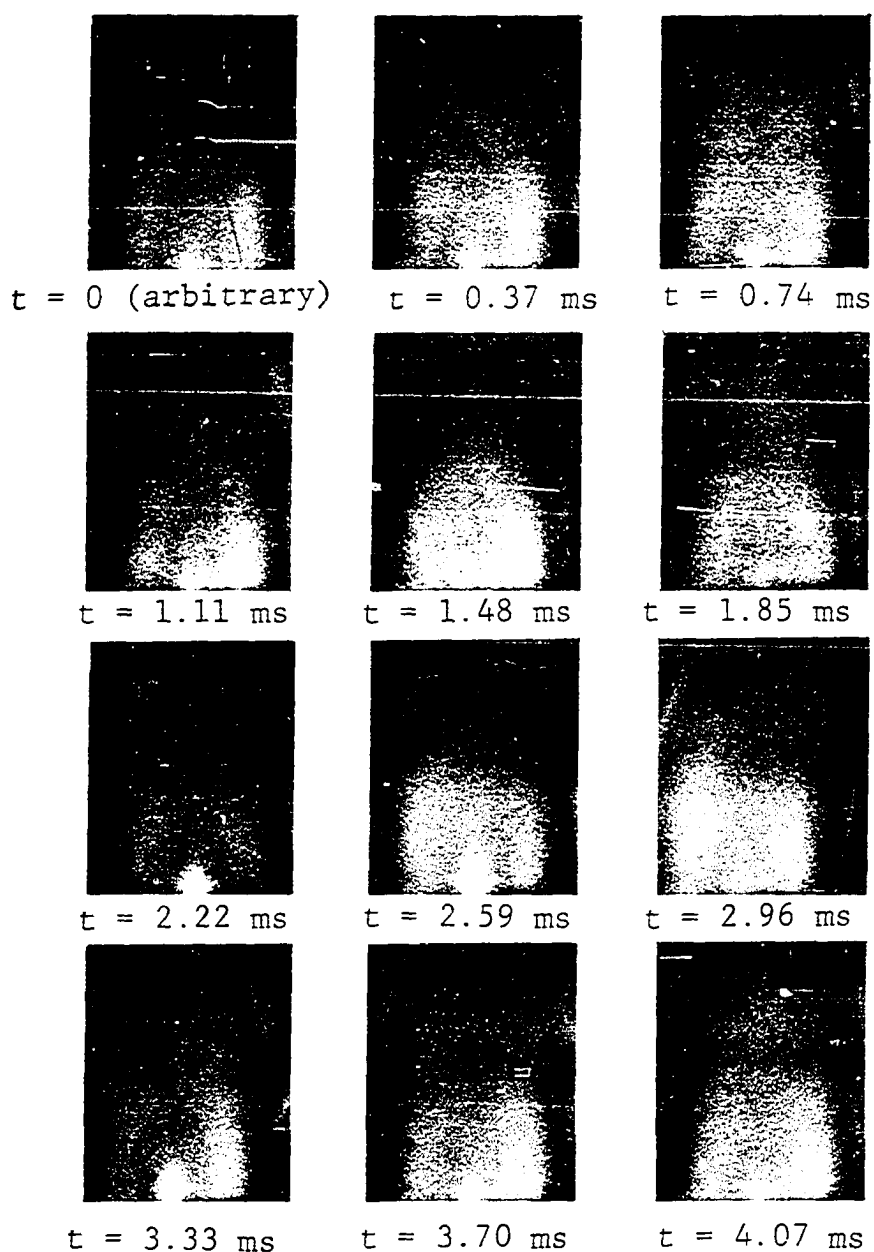 t = 0 (arbitrary) t = 0.37 ms t = 0.74 ms
t = 1.11 ms t = 1.48 ms t = 1.85 ms
t = 2.22 ms t = 2.59 ms t = 2.96 ms
t = 3.33 ms t = 3.70 ms t = 4.07 ms